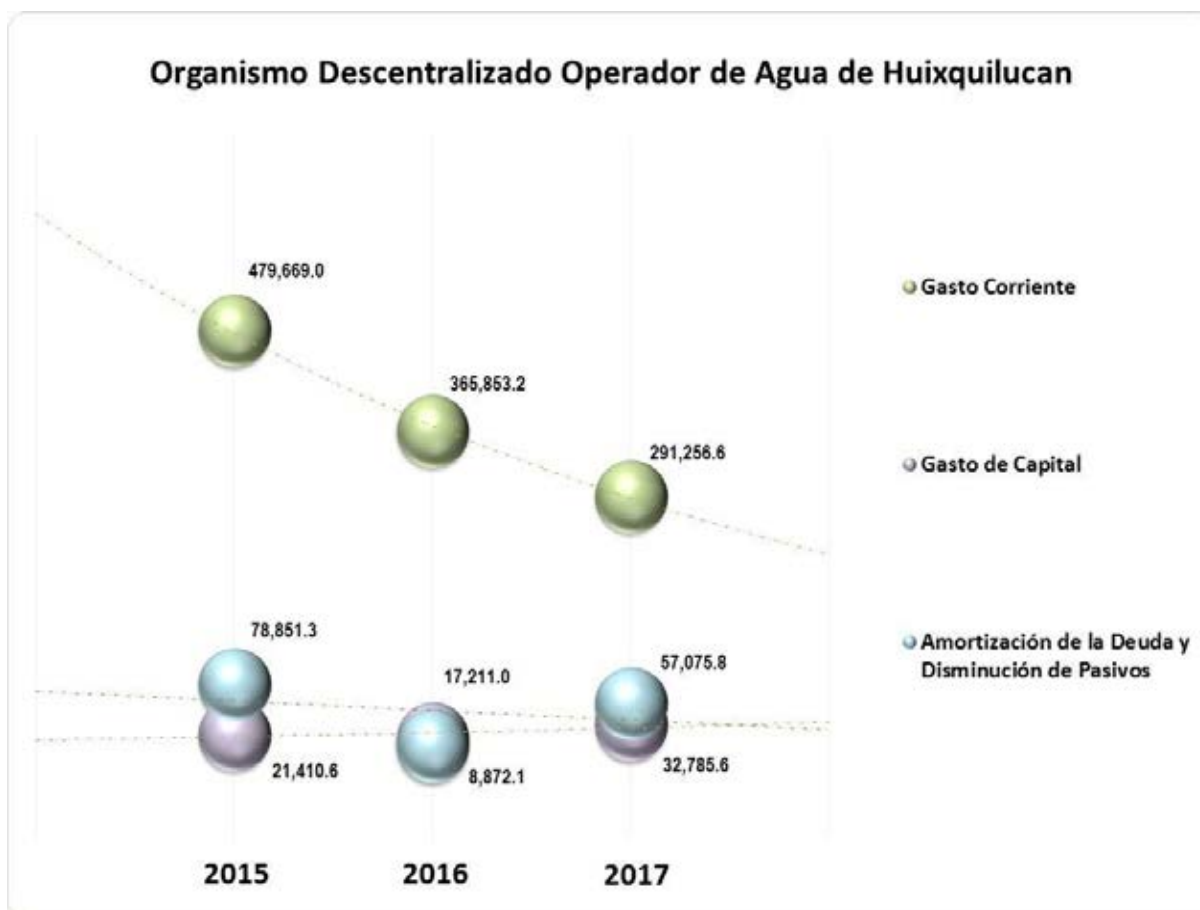 Organismo Descentralizado Operador de Agua de Huixquilucan
479,669.0
365,853.2
291,256.6
78,851.3
17,211.0
57,075.8
21,410.6
8,872.1
32,785.6
2015
2016
2017
Gasto Corriente
Gasto de Capital
Amortización de la Deuda y
Disminución de Pasivos